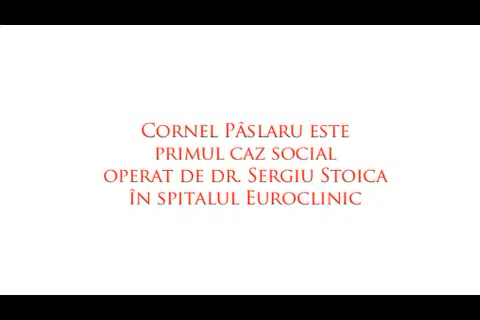 Cornel Pâslaru este
primul caz social
operat de dr. Sergiu Stoica
în spitalul Euroclinic